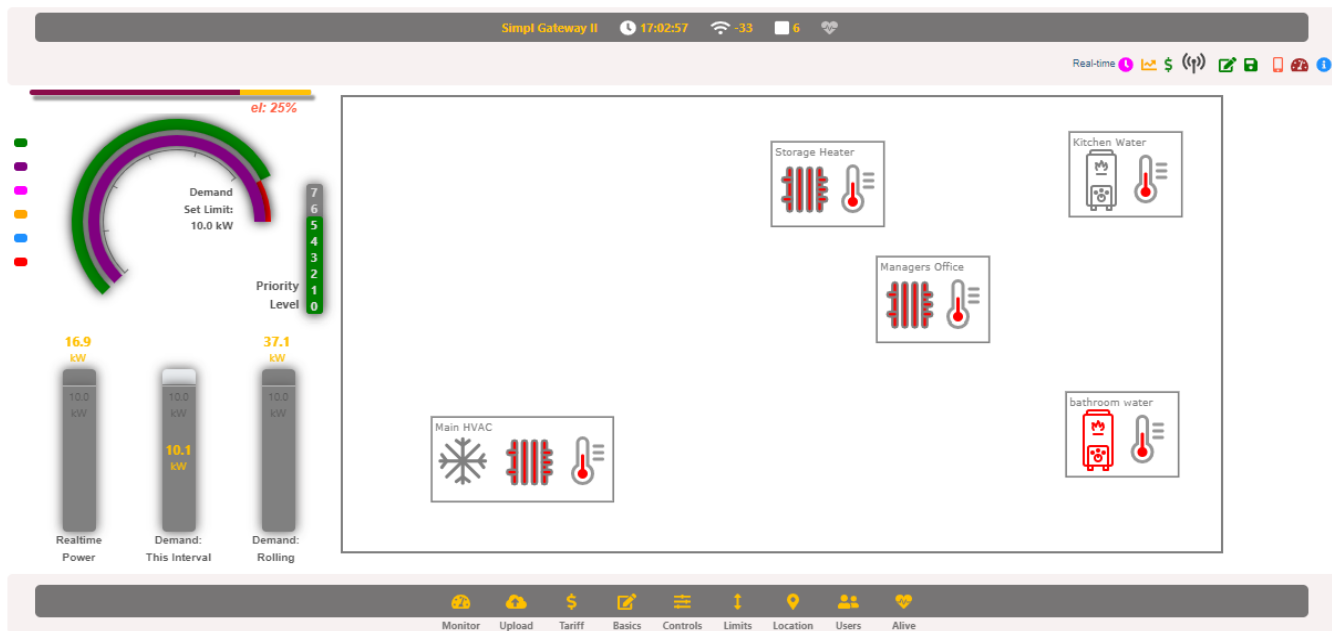 Simpl Gateway II 17:02:57 -33 6
Real-time
el: 25%
Demand
Set Limit:
10.0 kW
7
6
5
4
3
2
1
0
Priority
Level
16.9
kW
37.1
kW
10.0
kW
10.0
kW
10.0
kW
10.1
kW
Realtime
Power
Demand:
This Interval
Demand:
Rolling
Storage Heater
Kitchen Water
Managers Office
bathroom water
Main HVAC
Monitor Upload Tariff Basics Controls Limits Location Users Alive